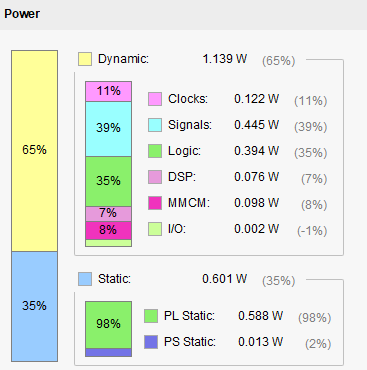 Power
Dynamic: 1.139 W (65%)
11%
Clocks: 0.122 W (11%)
39%
Signals: 0.445 W (39%)
65%
35%
Logic: 0.394 W (35%)
7%
DSP: 0.076 W (7%)
8%
MMCM: 0.098 W (8%)
I/O: 0.002 W (-1%)
35%
Static: 0.601 W (35%)
98%
PL Static: 0.588 W (98%)
PS Static: 0.013 W (2%)